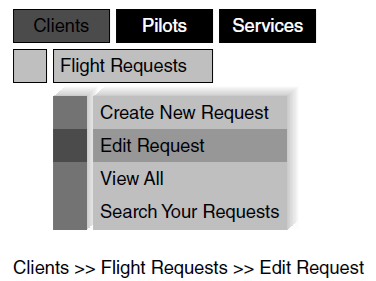 Clients Pilots Services
Flight Requests
Create New Request
Edit Request
View All
Search Your Requests
Clients >> Flight Requests >> Edit Request